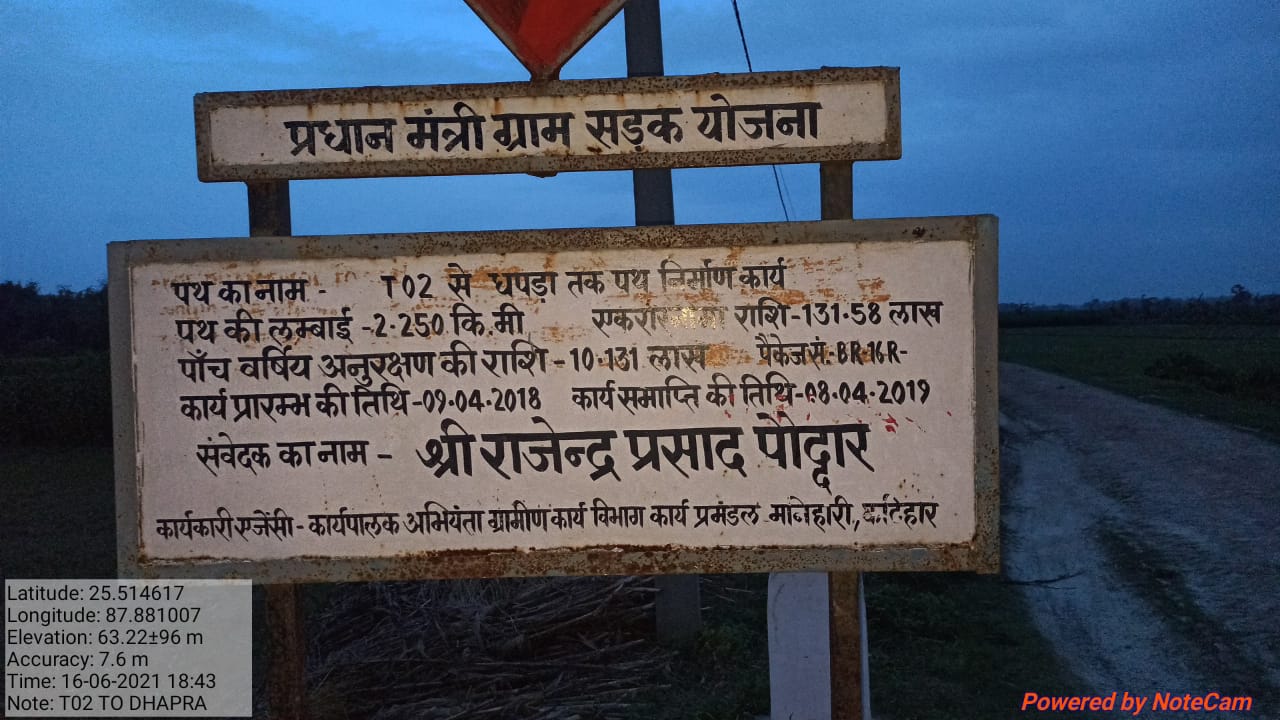 प्रधान मंत्री ग्राम सड़क योजना
पथ का नाम - T02 से धपड़ा तक पथ निर्माण कार्य
पथ की लम्बाई -2.250 कि.मी राशि-131.58 लाख
पाँच वर्षिय अनुरक्षण की राशि -10.131 लाख पैकेज सं.-BR-16R-
कार्य प्रारम्भ की तिथि-09.04.2018 कार्य समाप्ति की तिथि-08.04.2019
संवेदक का नाम - श्री राजेन्द्र प्रसाद पोद्दार
कार्यकारी एजेंसी - कार्यपालक अभियंता ग्रामीण कार्य विभाग कार्य प्रमंडल मनिहारी, कटिहार
Latitude: 25.514617
Longitude: 87.881007
Elevation: 63.22±96 m
Accuracy: 7.6 m
Time: 16-06-2021 18:43
Note: T02 TO DHAPRA
Powered by NoteCam